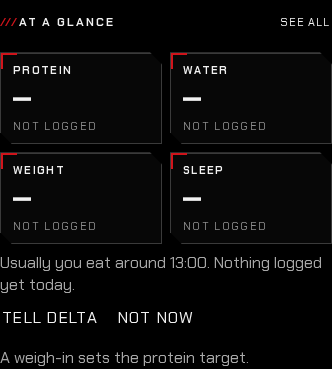 ///AT A GLANCE SEE ALL
PROTEIN WATER
— —
NOT LOGGED NOT LOGGED
WEIGHT SLEEP
— —
NOT LOGGED NOT LOGGED
Usually you eat around 13:00. Nothing logged
yet today.
TELL DELTA NOT NOW
A weigh-in sets the protein target.